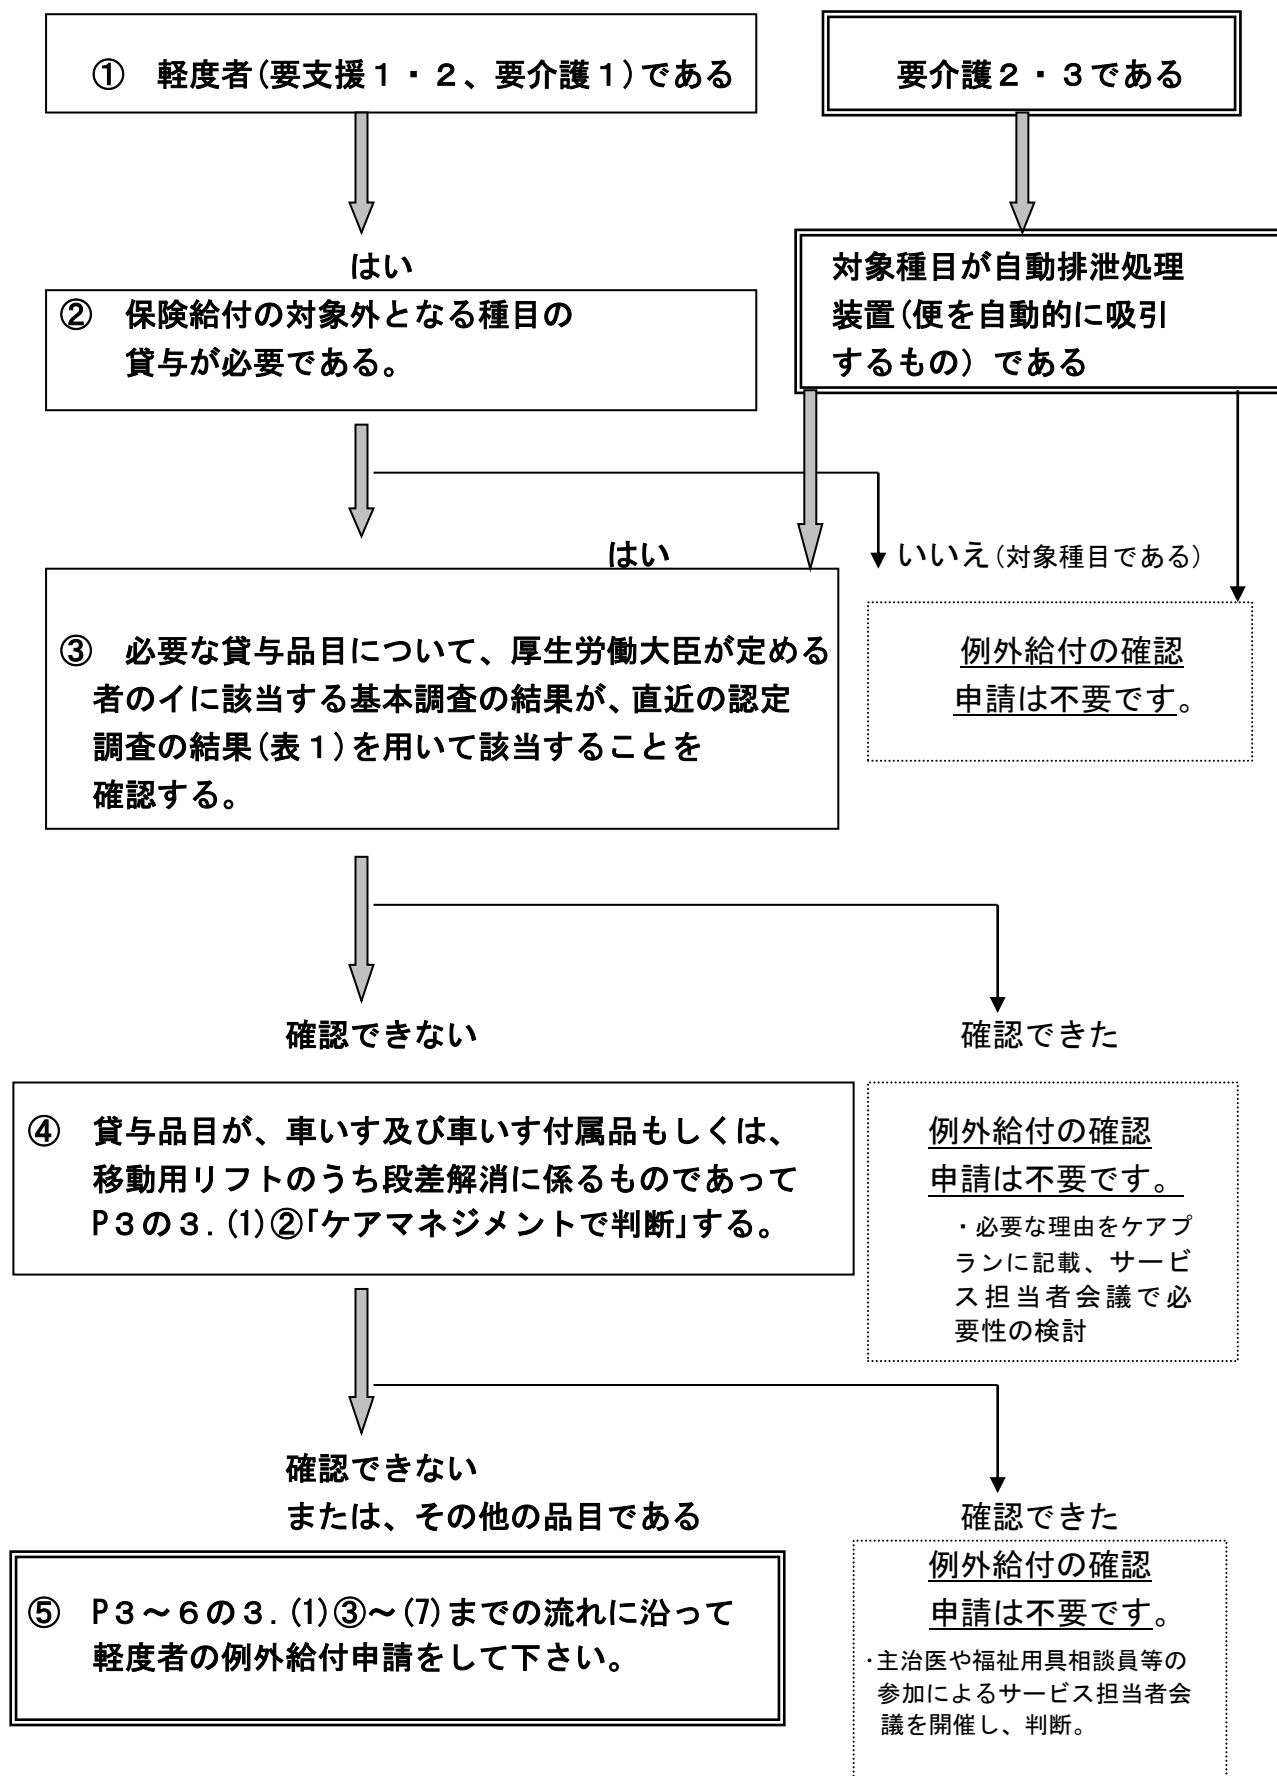 ① 軽度者(要支援1・2、要介護1)である
要介護2・3である
はい
対象種目が自動排泄処理
装置(便を自動的に吸引
するもの)である
② 保険給付の対象外となる種目の
貸与が必要である。
はい
いいえ(対象種目である)
③ 必要な貸与品目について、厚生労働大臣が定める
者のイに該当する基本調査の結果が、直近の認定
調査の結果(表1)を用いて該当することを
確認する。
例外給付の確認
申請は不要です。
確認できない
確認できた
④ 貸与品目が、車いす及び車いす付属品もしくは、
移動用リフトのうち段差解消に係るものであって
P3の3.(1)②「ケアマネジメントで判断」する。
例外給付の確認
申請は不要です。
・必要な理由をケアプ
ランに記載、サービ
ス担当者会議で必
要性の検討
確認できない
または、その他の品目である
確認できた
⑤ P3～6の3.(1)③～(7)までの流れに沿って
軽度者の例外給付申請をして下さい。
例外給付の確認
申請は不要です。
・主治医や福祉用具相談員等の
参加によるサービス担当者会
議を開催し、判断。